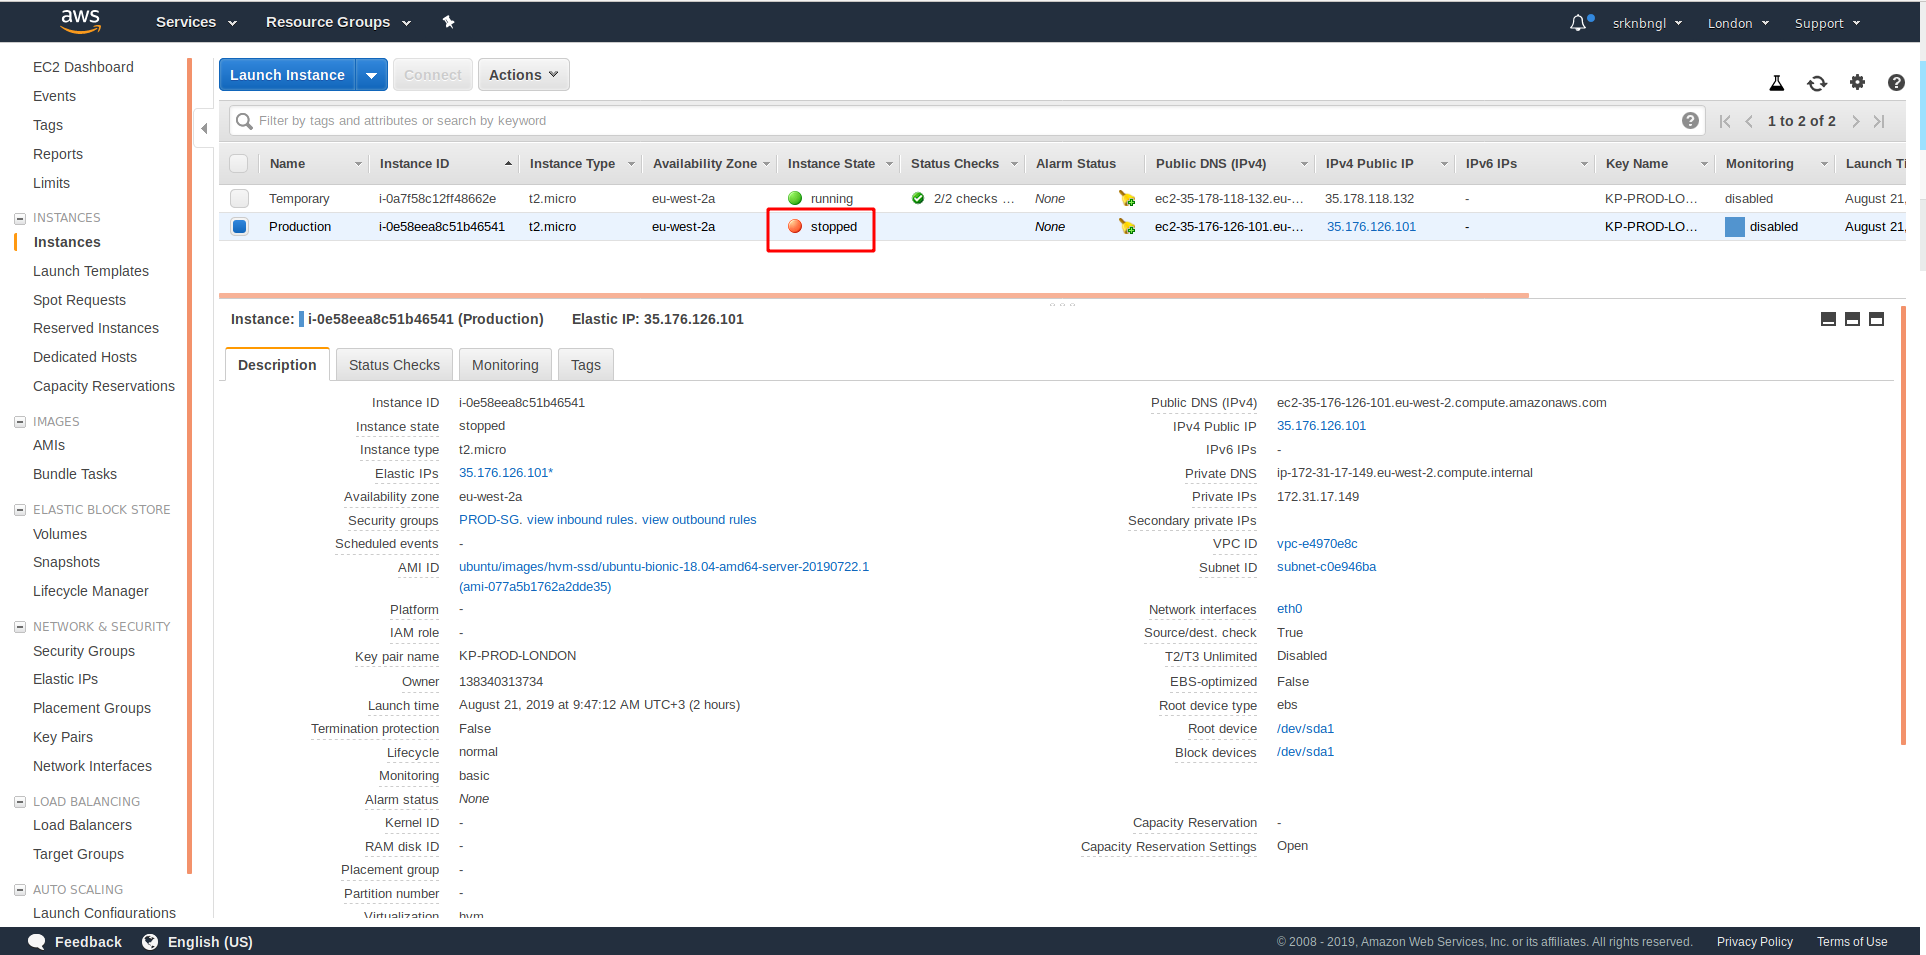 aws Services Resource Groups srknbngl London Support
EC2 Dashboard
Events
Tags
Reports
Limits
INSTANCES
Instances
Launch Templates
Spot Requests
Reserved Instances
Dedicated Hosts
Capacity Reservations
IMAGES
AMIs
Bundle Tasks
ELASTIC BLOCK STORE
Volumes
Snapshots
Lifecycle Manager
NETWORK & SECURITY
Security Groups
Elastic IPs
Placement Groups
Key Pairs
Network Interfaces
LOAD BALANCING
Load Balancers
Target Groups
AUTO SCALING
Launch Configurations
Launch Instance Connect Actions
Filter by tags and attributes or search by keyword 1 to 2 of 2
Name Instance ID Instance Type Availability Zone Instance State Status Checks Alarm Status Public DNS (IPv4) IPv4 Public IP IPv6 IPs Key Name Monitoring Launch Ti
Temporary i-0a7f58c12ff48662e t2.micro eu-west-2a running 2/2 checks ... None ec2-35-178-118-132.eu-... 35.178.118.132 - KP-PROD-LO... disabled August 21,
Production i-0e58eea8c51b46541 t2.micro eu-west-2a stopped None ec2-35-176-126-101.eu-... 35.176.126.101 - KP-PROD-LO... disabled August 21,
Instance: i-0e58eea8c51b46541 (Production) Elastic IP: 35.176.126.101
Description Status Checks Monitoring Tags
Instance ID i-0e58eea8c51b46541 Public DNS (IPv4) ec2-35-176-126-101.eu-west-2.compute.amazonaws.com
Instance state stopped IPv4 Public IP 35.176.126.101
Instance type t2.micro IPv6 IPs -
Elastic IPs 35.176.126.101* Private DNS ip-172-31-17-149.eu-west-2.compute.internal
Availability zone eu-west-2a Private IPs 172.31.17.149
Security groups PROD-SG. view inbound rules. view outbound rules Secondary private IPs
Scheduled events - VPC ID vpc-e4970e8c
AMI ID ubuntu/images/hvm-ssd/ubuntu-bionic-18.04-amd64-server-20190722.1 Subnet ID subnet-c0e946ba
(ami-077a5b1762a2dde35)
Platform - Network interfaces eth0
IAM role - Source/dest. check True
Key pair name KP-PROD-LONDON T2/T3 Unlimited Disabled
Owner 138340313734 EBS-optimized False
Launch time August 21, 2019 at 9:47:12 AM UTC+3 (2 hours) Root device type ebs
Termination protection False Root device /dev/sda1
Lifecycle normal Block devices /dev/sda1
Monitoring basic
Alarm status None
Kernel ID - Capacity Reservation -
RAM disk ID - Capacity Reservation Settings Open
Placement group -
Partition number -
Virtualization hvm
Feedback English (US) © 2008 - 2019, Amazon Web Services, Inc. or its affiliates. All rights reserved. Privacy Policy Terms of Use